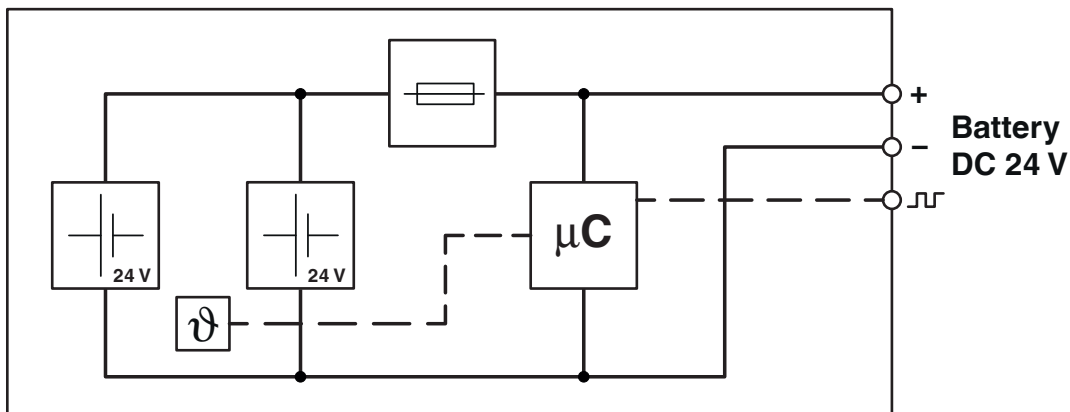 +
Battery
−
DC 24 V
24 V
24 V
µC
ϑ